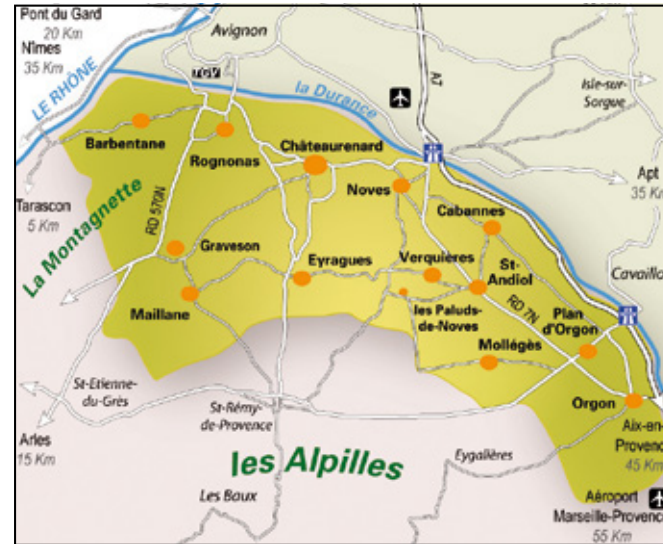 Pont du Gard
20 Km
Nîmes
35 Km
Avignon
TGV
LE RHÔNE
la Durance
A7
Isle-sur-
Sorgue
Barbentane
Rognonas
Châteaurenard
Noves
Apt
35 Km
Tarascon
5 Km
La Montagnette
RD 570N
Cabannes
Graveson
Eyragues
Verquières
St-
Andiol
Cavaillon
Maillane
les Paluds-
de-Noves
RD 7N
Plan
d'Orgon
Mollégès
St-Etienne-
du-Grès
St-Rémy-
de-Provence
Orgon
Arles
15 Km
les Alpilles
Eygalières
Aix-en-
Provence
45 Km
Les Baux
Aéroport
Marseille-Provence
55 Km